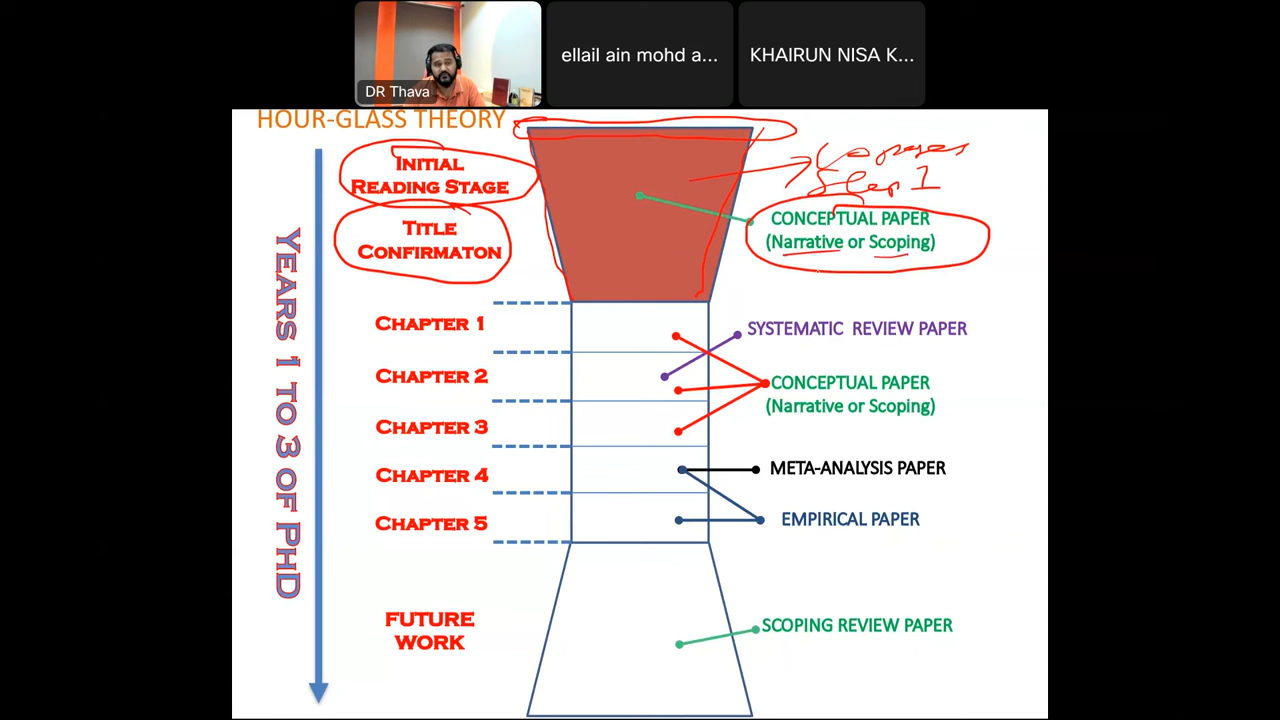 ellail ain mohd a...
KHAIRUN NISA K...
DR Thava
HOUR-GLASS THEORY
INITIAL
READING STAGE
TITLE
CONFIRMATON
Step 1
CONCEPTUAL PAPER
(Narrative or Scoping)
YEARS 1 TO 3 OF PHD
CHAPTER 1
SYSTEMATIC REVIEW PAPER
CHAPTER 2
CONCEPTUAL PAPER
(Narrative or Scoping)
CHAPTER 3
CHAPTER 4
META-ANALYSIS PAPER
CHAPTER 5
EMPIRICAL PAPER
FUTURE
WORK
SCOPING REVIEW PAPER